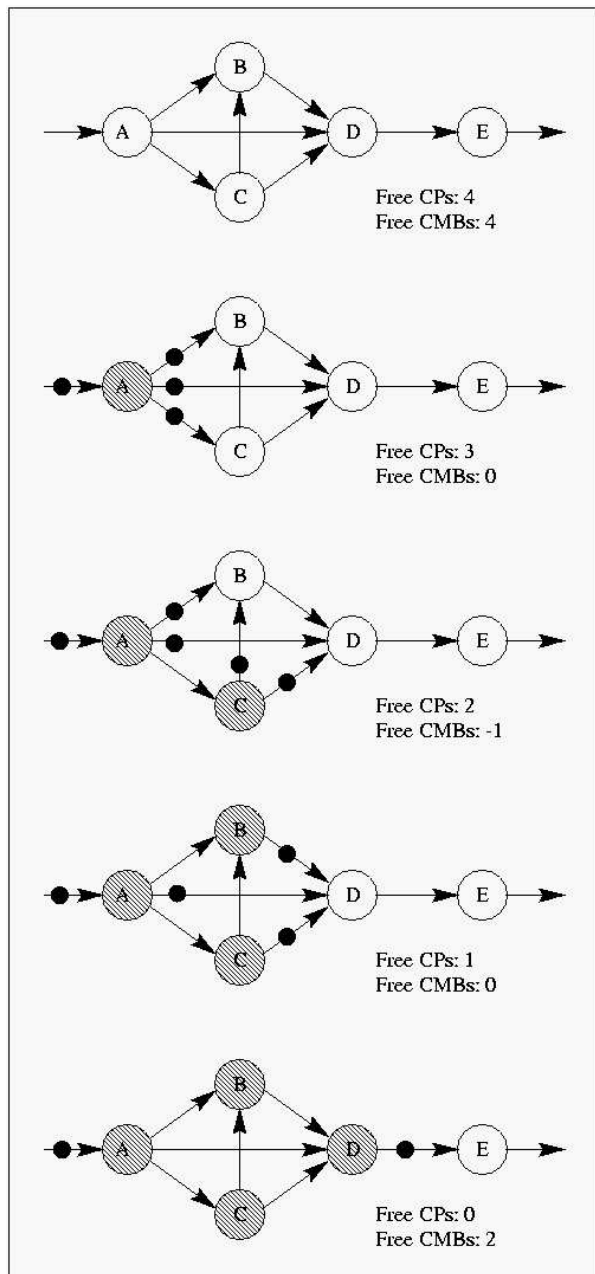 B
A
D
E
C
Free CPs: 4
Free CMBs: 4
B
A
D
E
C
Free CPs: 3
Free CMBs: 0
B
A
D
E
C
Free CPs: 2
Free CMBs: -1
B
A
D
E
C
Free CPs: 1
Free CMBs: 0
B
A
D
E
C
Free CPs: 0
Free CMBs: 2